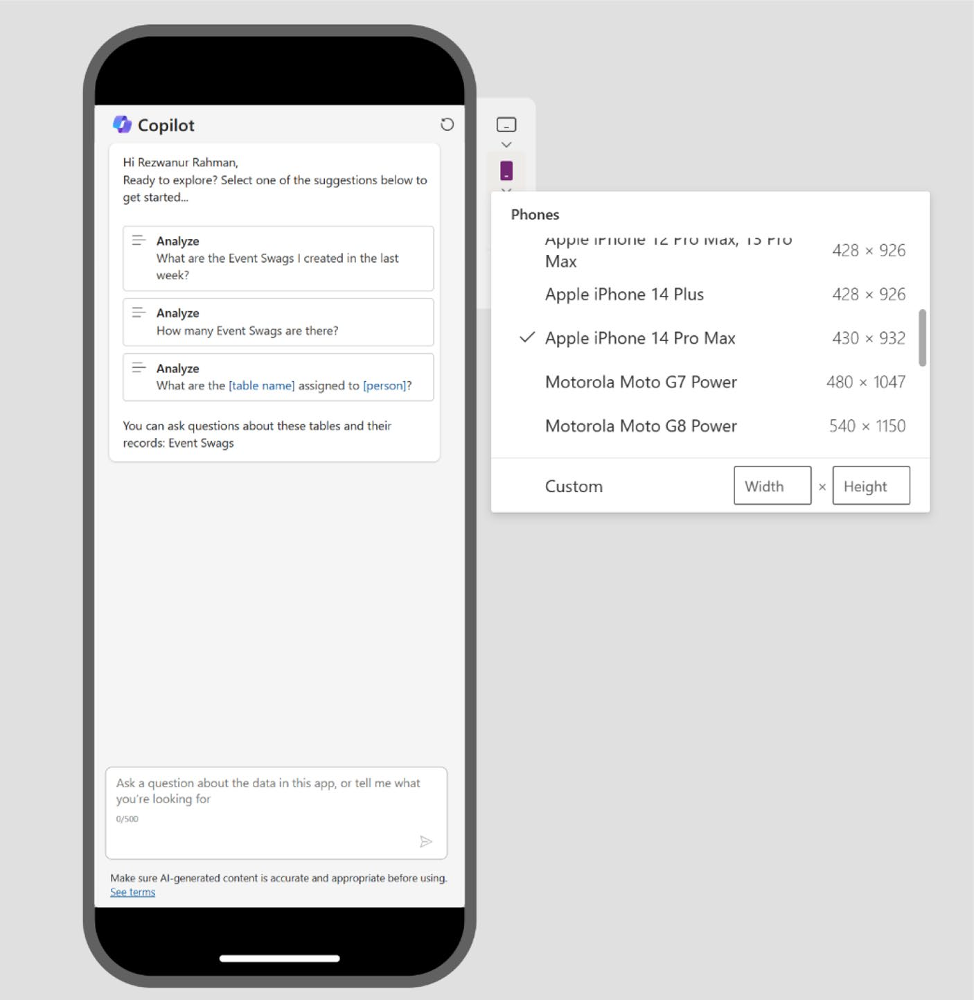 Copilot
Hi Rezwanur Rahman,
Ready to explore? Select one of the suggestions below to
get started...
Analyze
What are the Event Swags I created in the last
week?
Analyze
How many Event Swags are there?
Analyze
What are the [table name] assigned to [person]?
You can ask questions about these tables and their
records: Event Swags
Ask a question about the data in this app, or tell me what
you're looking for
0/500
Make sure AI-generated content is accurate and appropriate before using.
See terms
Phones
Apple iPhone 12 Pro Max, 13 Pro
Max 428 × 926
Apple iPhone 14 Plus 428 × 926
Apple iPhone 14 Pro Max 430 × 932
Motorola Moto G7 Power 480 × 1047
Motorola Moto G8 Power 540 × 1150
Custom Width × Height